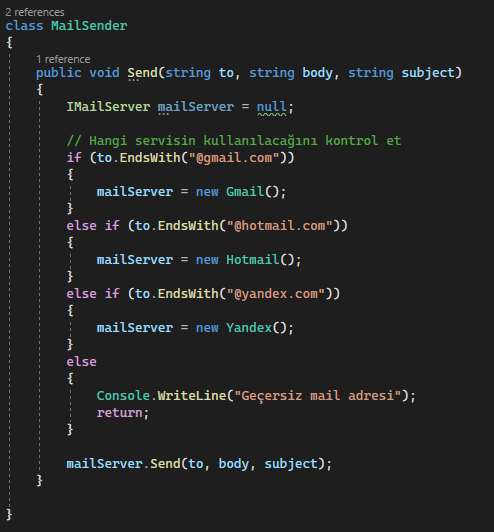 2 references
class MailSender
{
1 reference
public void Send(string to, string body, string subject)
{
IMailServer mailServer = null;
// Hangi servisin kullanılacağını kontrol et
if (to.EndsWith("@gmail.com"))
{
mailServer = new Gmail();
}
else if (to.EndsWith("@hotmail.com"))
{
mailServer = new Hotmail();
}
else if (to.EndsWith("@yandex.com"))
{
mailServer = new Yandex();
}
else
{
Console.WriteLine("Geçersiz mail adresi");
return;
}
mailServer.Send(to, body, subject);
}
}